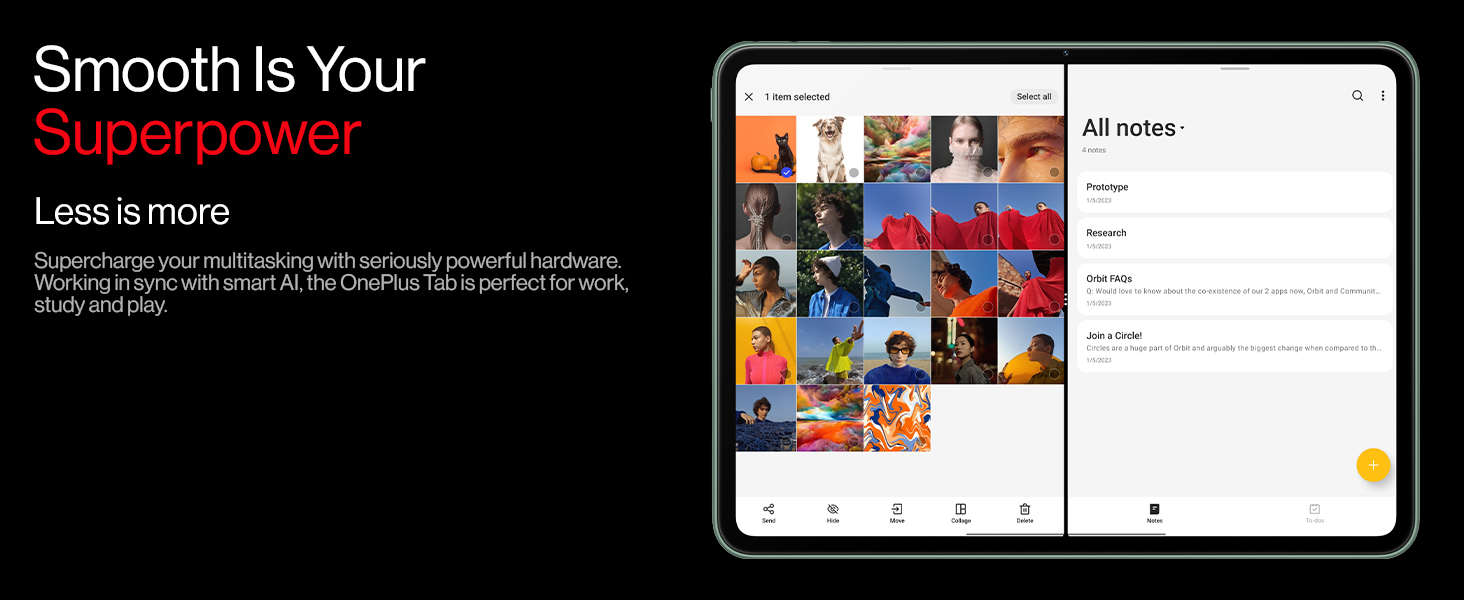 Smooth Is Your
Superpower
Less is more
Supercharge your multitasking with seriously powerful hardware.
Working in sync with smart AI, the OnePlus Tab is perfect for work,
study and play.
1 item selected
Select all
Send
Hide
Move
Collage
Delete
All notes
4 notes
Prototype
1/5/2023
Research
1/5/2023
Orbit FAQs
Q: Would love to know about the co-existence of our 2 apps now, Orbit and Communit...
1/5/2023
Join a Circle!
Circles are a huge part of Orbit and arguably the biggest change when compared to th...
1/5/2023
Notes
To-dos